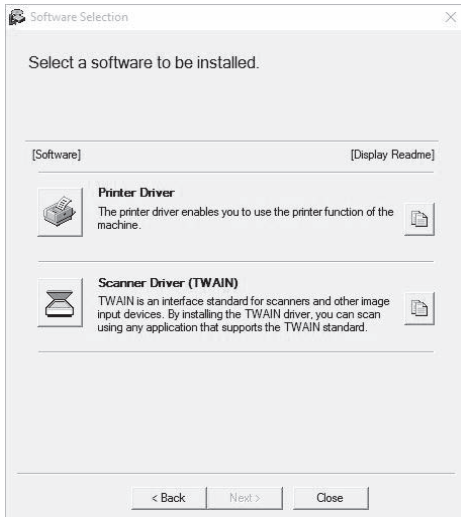 Software Selection
Select a software to be installed.
[Software] [Display Readme]
Printer Driver
The printer driver enables you to use the printer function of the
machine.
Scanner Driver (TWAIN)
TWAIN is an interface standard for scanners and other image
input devices. By installing the TWAIN driver, you can scan
using any application that supports the TWAIN standard.
< Back Next > Close